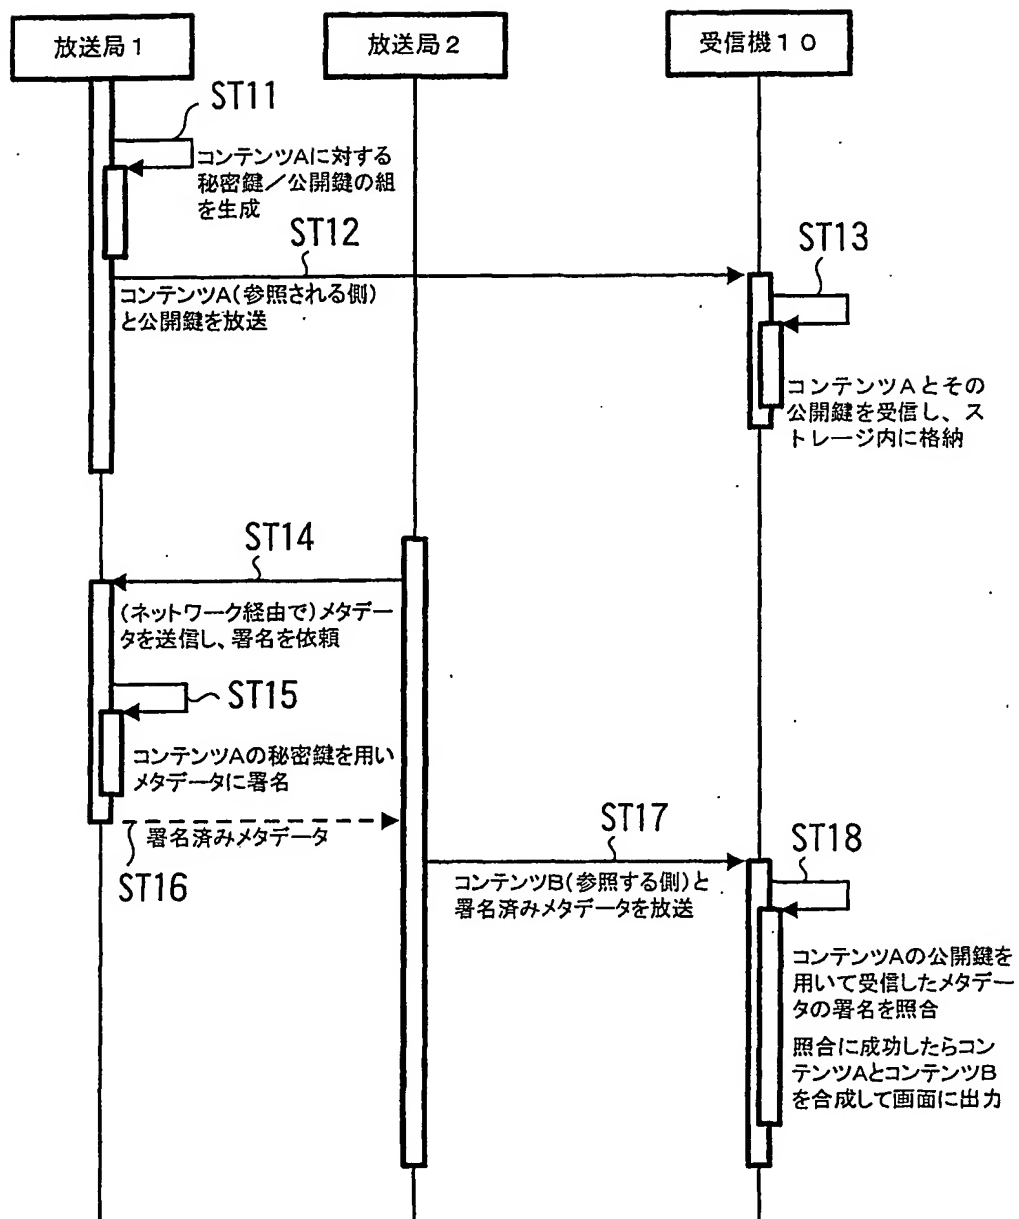 放送局1
放送局2
受信機10
ST11
コンテンツAに対する
秘密鍵/公開鍵の組
を生成
ST12
コンテンツA(参照される側)
と公開鍵を放送
ST13
コンテンツAとその
公開鍵を受信し、ス
トレージ内に格納
ST14
(ネットワーク経由で)メタデー
タを送信し、署名を依頼
ST15
コンテンツAの秘密鍵を用い
メタデータに署名
署名済みメタデータ
ST16
ST17
コンテンツB(参照する側)と
署名済みメタデータを放送
ST18
コンテンツAの公開鍵を
用いて受信したメタデー
タの署名を照合
照合に成功したらコン
テンツAとコンテンツB
を合成して画面に出力